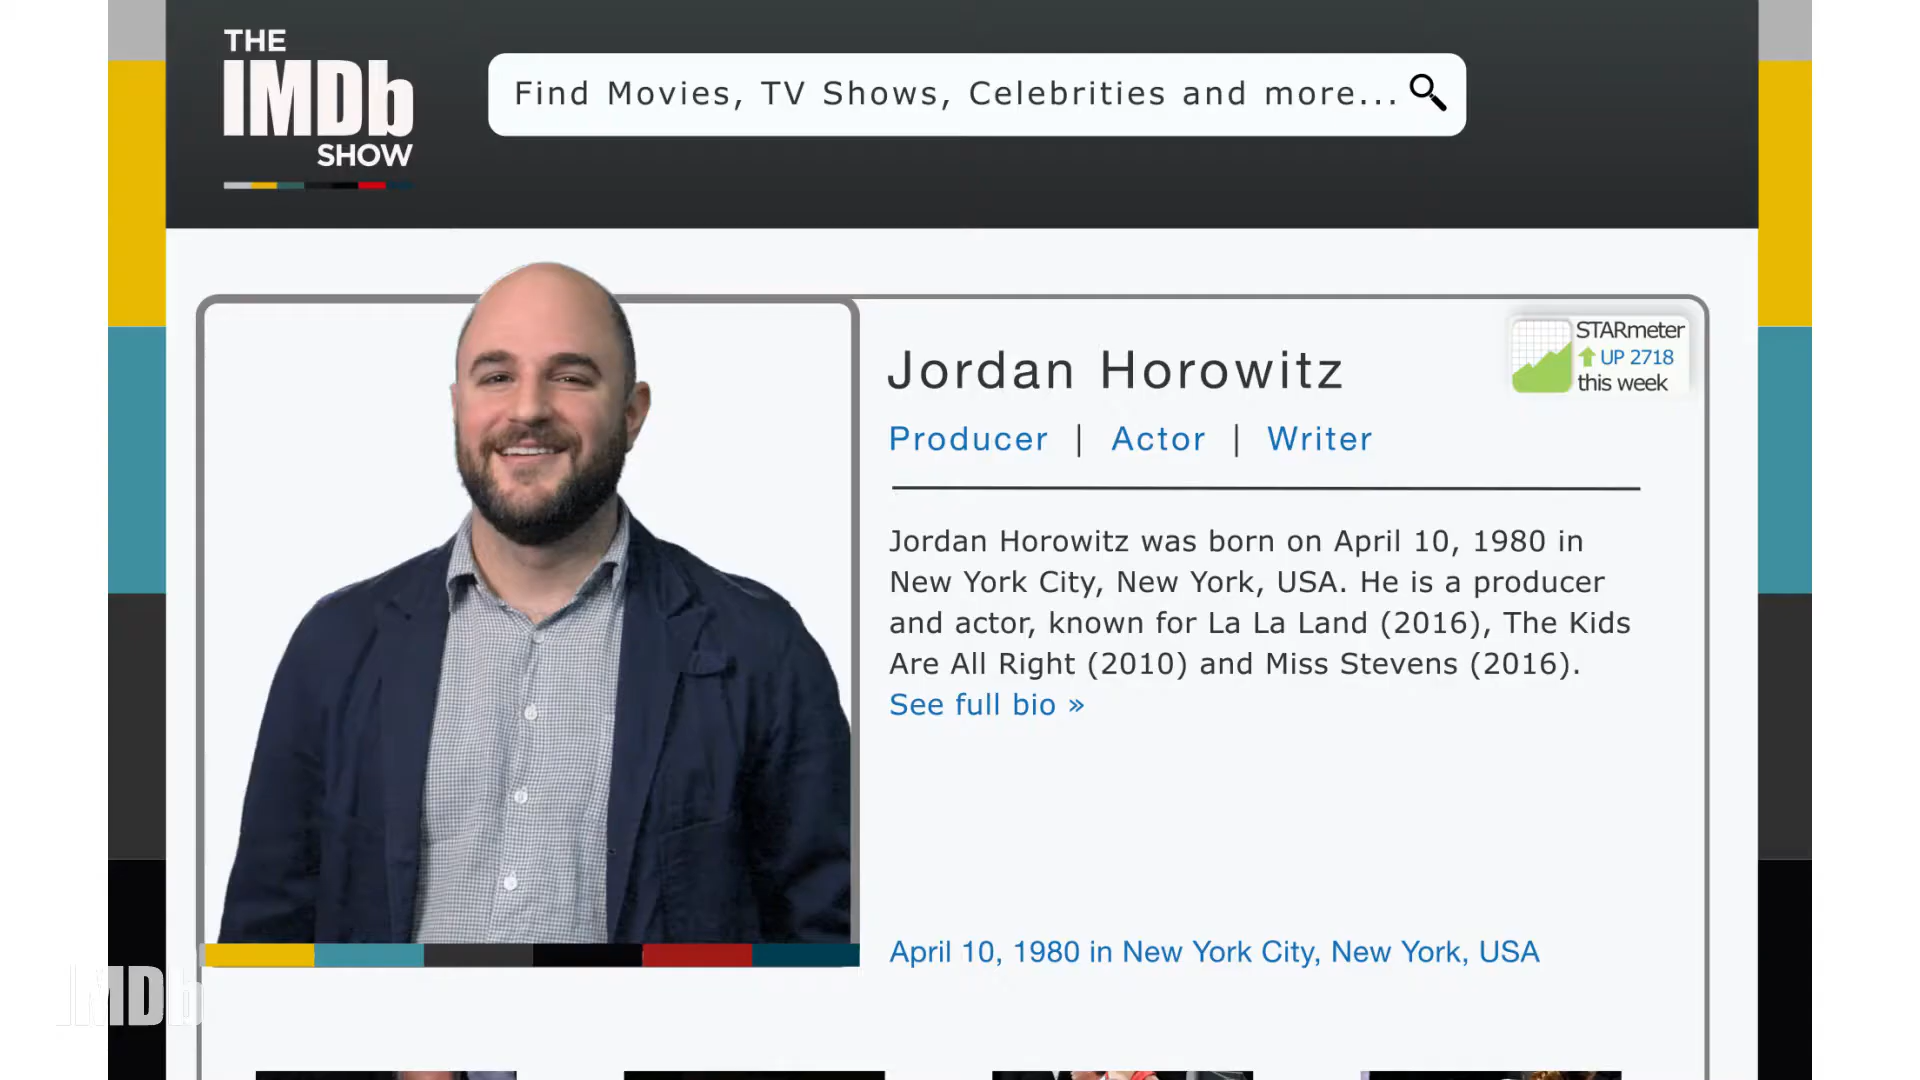 THE
IMDb
SHOW
Find Movies, TV Shows, Celebrities and more...
STARmeter
UP 2718
this week
Jordan Horowitz
Producer | Actor | Writer
Jordan Horowitz was born on April 10, 1980 in
New York City, New York, USA. He is a producer
and actor, known for La La Land (2016), The Kids
Are All Right (2010) and Miss Stevens (2016).
See full bio »
April 10, 1980 in New York City, New York, USA
IMDb